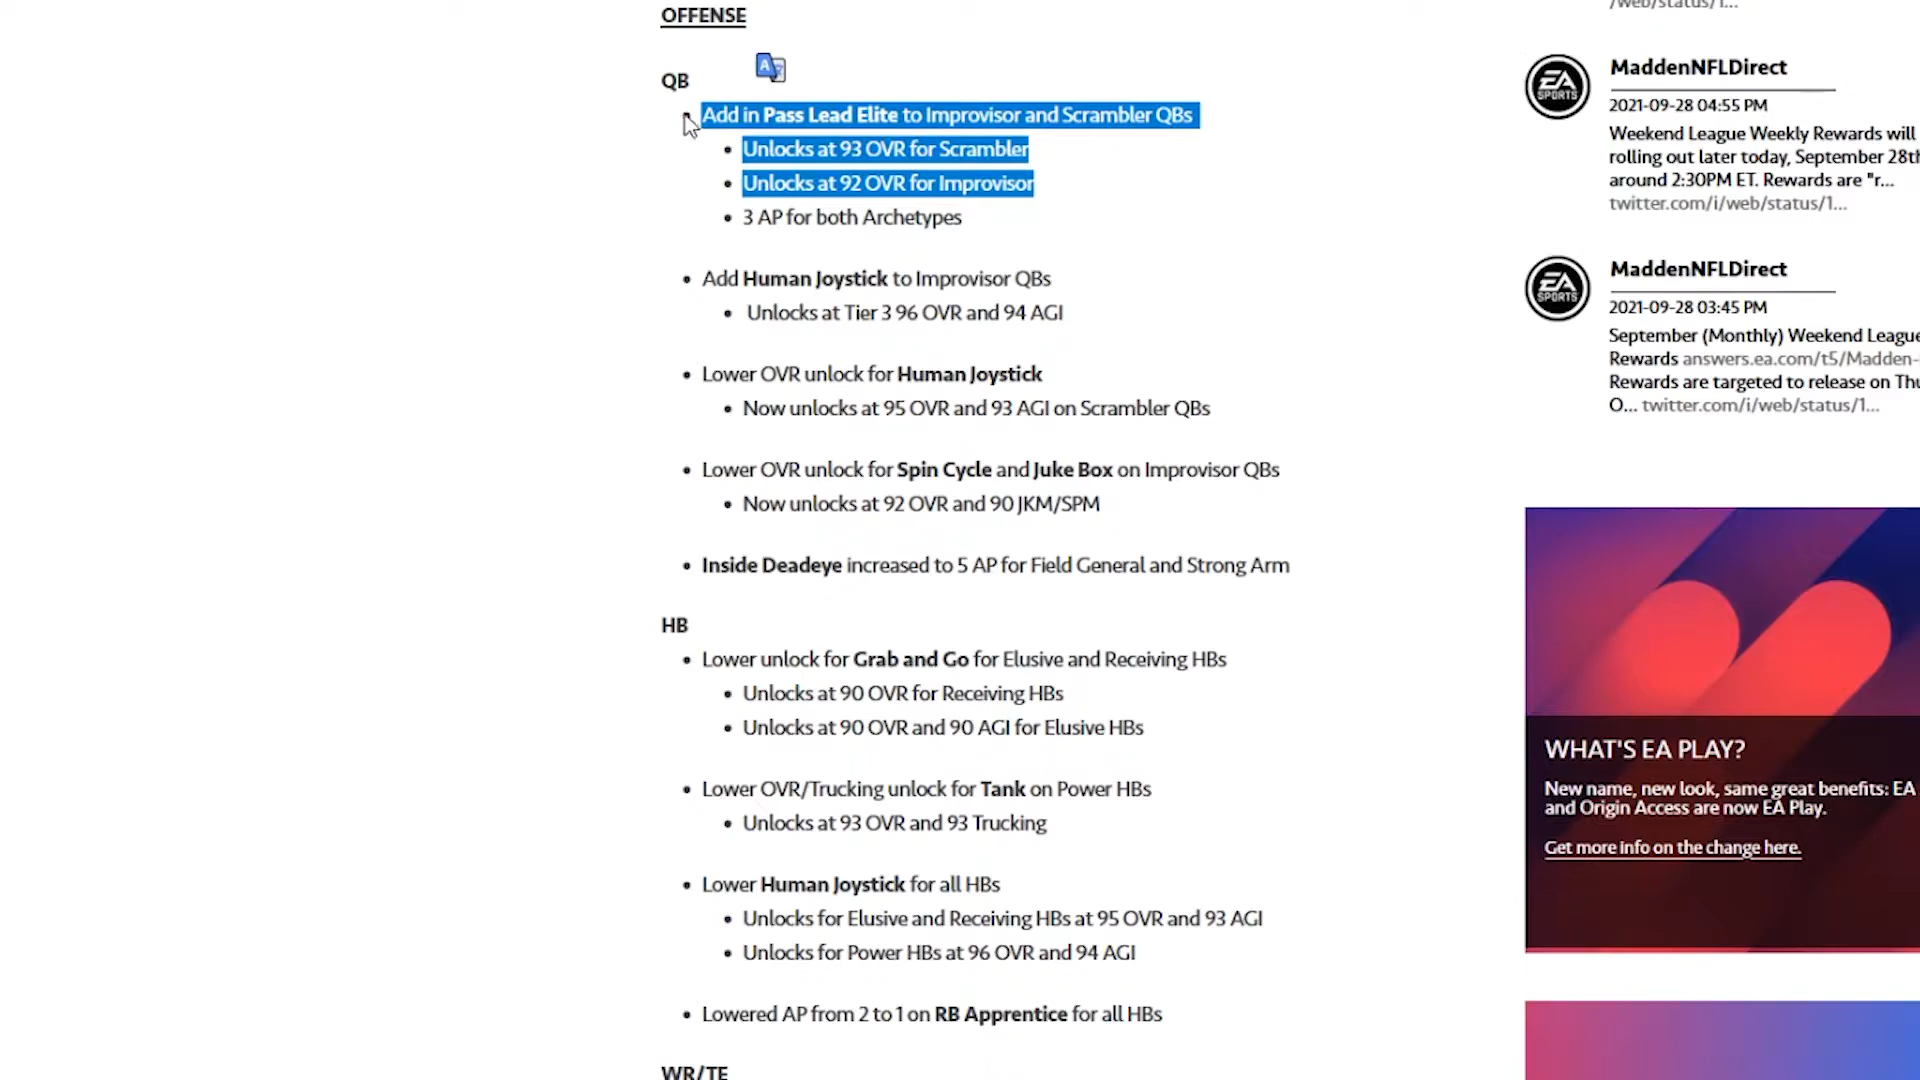 OFFENSE
QB
Add in Pass Lead Elite to Improvisor and Scrambler QBs
Unlocks at 93 OVR for Scrambler
Unlocks at 92 OVR for Improvisor
3 AP for both Archetypes
Add Human Joystick to Improvisor QBs
Unlocks at Tier 3 96 OVR and 94 AGI
Lower OVR unlock for Human Joystick
Now unlocks at 95 OVR and 93 AGI on Scrambler QBs
Lower OVR unlock for Spin Cycle and Juke Box on Improvisor QBs
Now unlocks at 92 OVR and 90 JKM/SPM
Inside Deadeye increased to 5 AP for Field General and Strong Arm
HB
Lower unlock for Grab and Go for Elusive and Receiving HBs
Unlocks at 90 OVR for Receiving HBs
Unlocks at 90 OVR and 90 AGI for Elusive HBs
Lower OVR/Trucking unlock for Tank on Power HBs
Unlocks at 93 OVR and 93 Trucking
Lower Human Joystick for all HBs
Unlocks for Elusive and Receiving HBs at 95 OVR and 93 AGI
Unlocks for Power HBs at 96 OVR and 94 AGI
Lowered AP from 2 to 1 on RB Apprentice for all HBs
WR/TE
/web/status/1...
EA
SPORTS
MaddenNFLDirect
2021-09-28 04:55 PM
Weekend League Weekly Rewards will
rolling out later today, September 28th
around 2:30PM ET. Rewards are "r...
twitter.com/i/web/status/1...
EA
SPORTS
MaddenNFLDirect
2021-09-28 03:45 PM
September (Monthly) Weekend League
Rewards answers.ea.com/t5/Madden-
Rewards are targeted to release on Thu
O... twitter.com/i/web/status/1...
WHAT'S EA PLAY?
New name, new look, same great benefits: EA
and Origin Access are now EA Play.
Get more info on the change here.